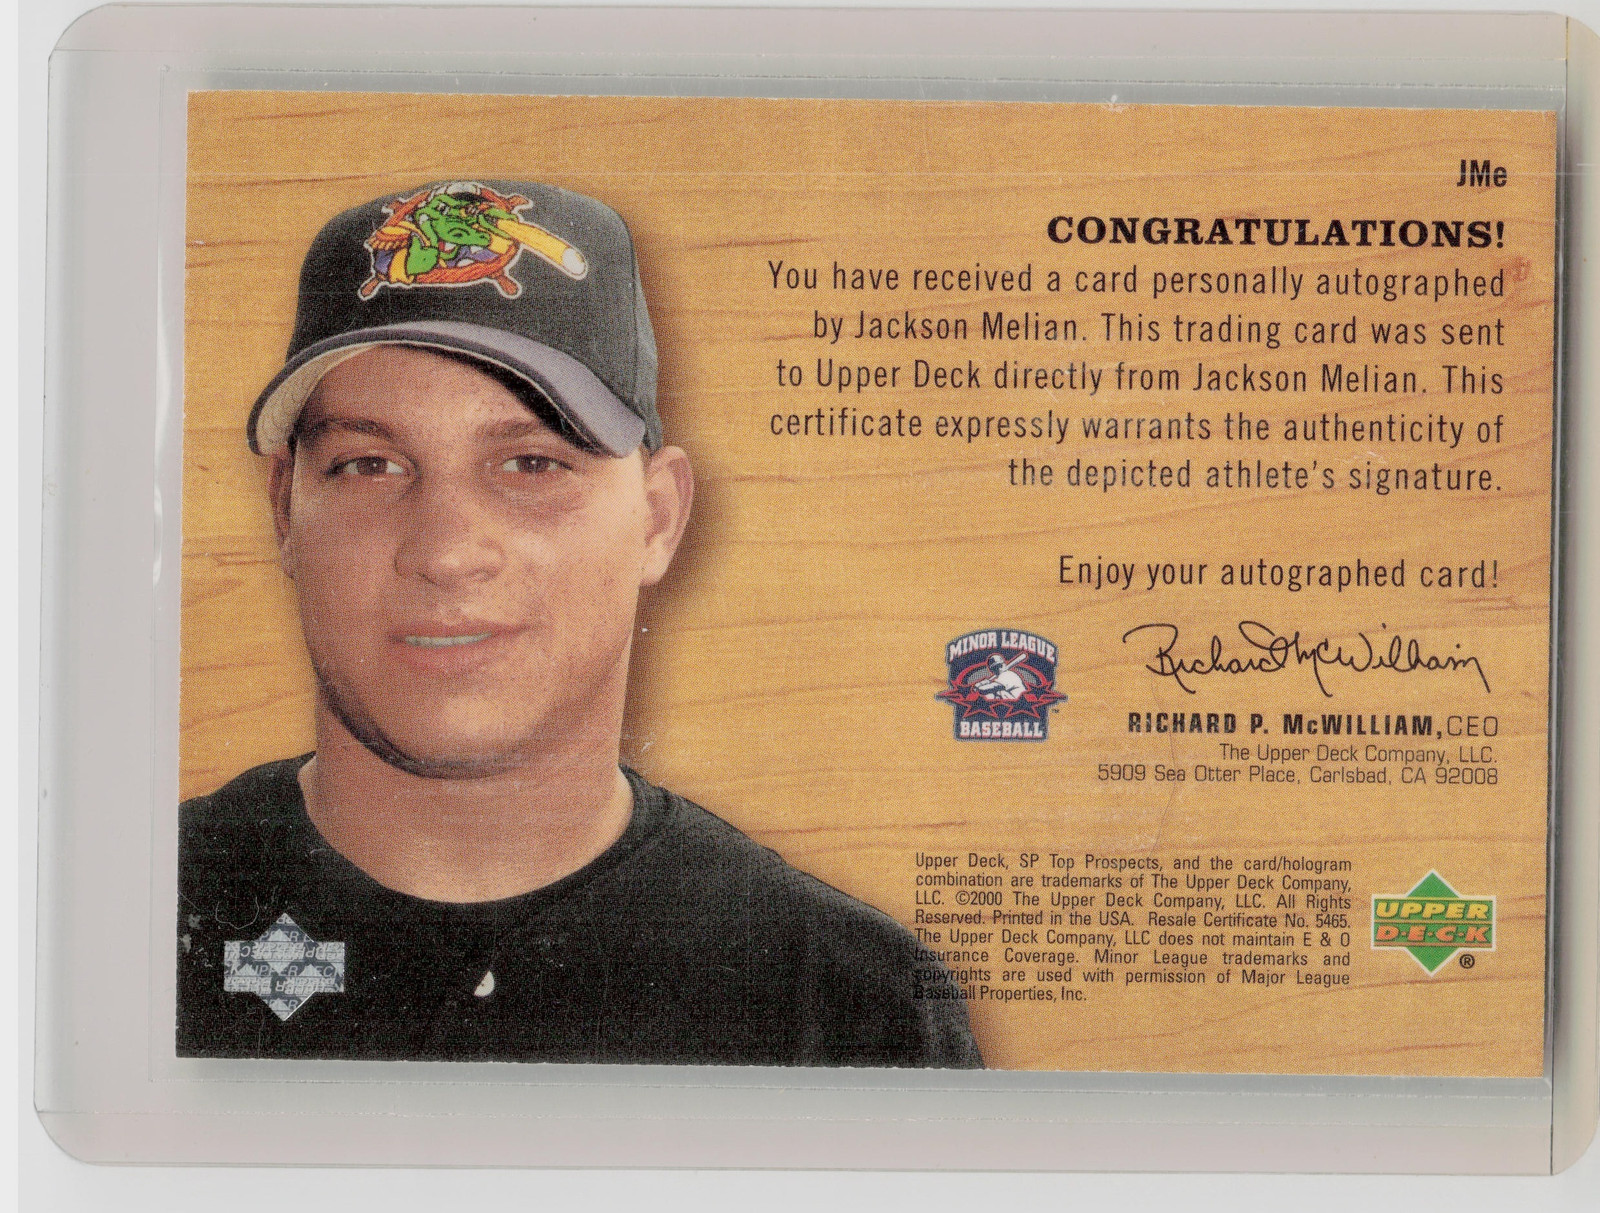 JMe
CONGRATULATIONS!
You have received a card personally autographed
by Jackson Melian. This trading card was sent
to Upper Deck directly from Jackson Melian. This
certificate expressly warrants the authenticity of
the depicted athlete's signature.
Enjoy your autographed card!
MINOR LEAGUE
BASEBALL
™
Richard McWilliam
RICHARD P. McWILLIAM, CEO
The Upper Deck Company, LLC.
5909 Sea Otter Place, Carlsbad, CA 92008
Upper Deck, SP Top Prospects, and the card/hologram
combination are trademarks of The Upper Deck Company,
LLC. ©2000 The Upper Deck Company, LLC. All Rights
Reserved. Printed in the USA. Resale Certificate No. 5465.
The Upper Deck Company, LLC does not maintain E & O
Insurance Coverage. Minor League trademarks and
copyrights are used with permission of Major League
Baseball Properties, Inc.
UPPER
D·E·C·K
®